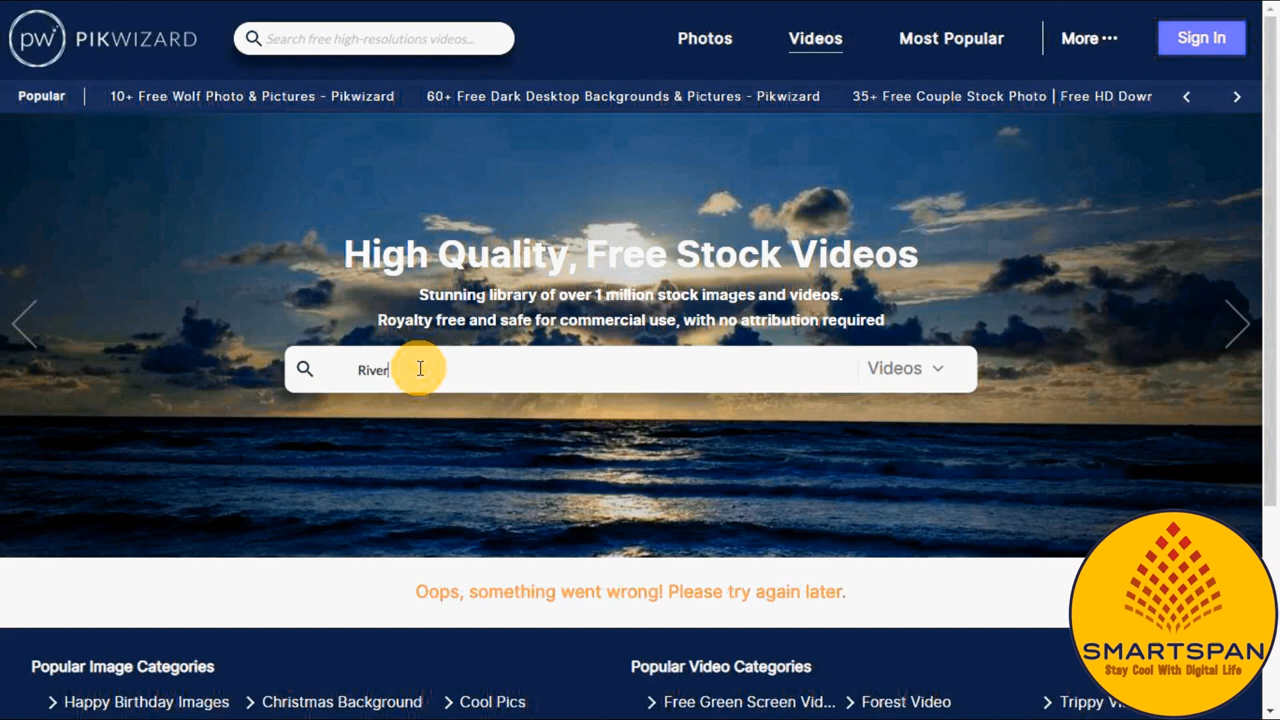 pw PIKWIZARD
Search free high-resolutions videos...
Photos Videos Most Popular More ••• Sign In
Popular 10+ Free Wolf Photo & Pictures - Pikwizard 60+ Free Dark Desktop Backgrounds & Pictures - Pikwizard 35+ Free Couple Stock Photo | Free HD Dowr
High Quality, Free Stock Videos
Stunning library of over 1 million stock images and videos.
Royalty free and safe for commercial use, with no attribution required
River Videos
Oops, something went wrong! Please try again later.
Popular Image Categories Popular Video Categories
Happy Birthday Images Christmas Background Cool Pics Free Green Screen Vid... Forest Video Trippy Vi
SMARTSPAN
Stay Cool With Digital Life